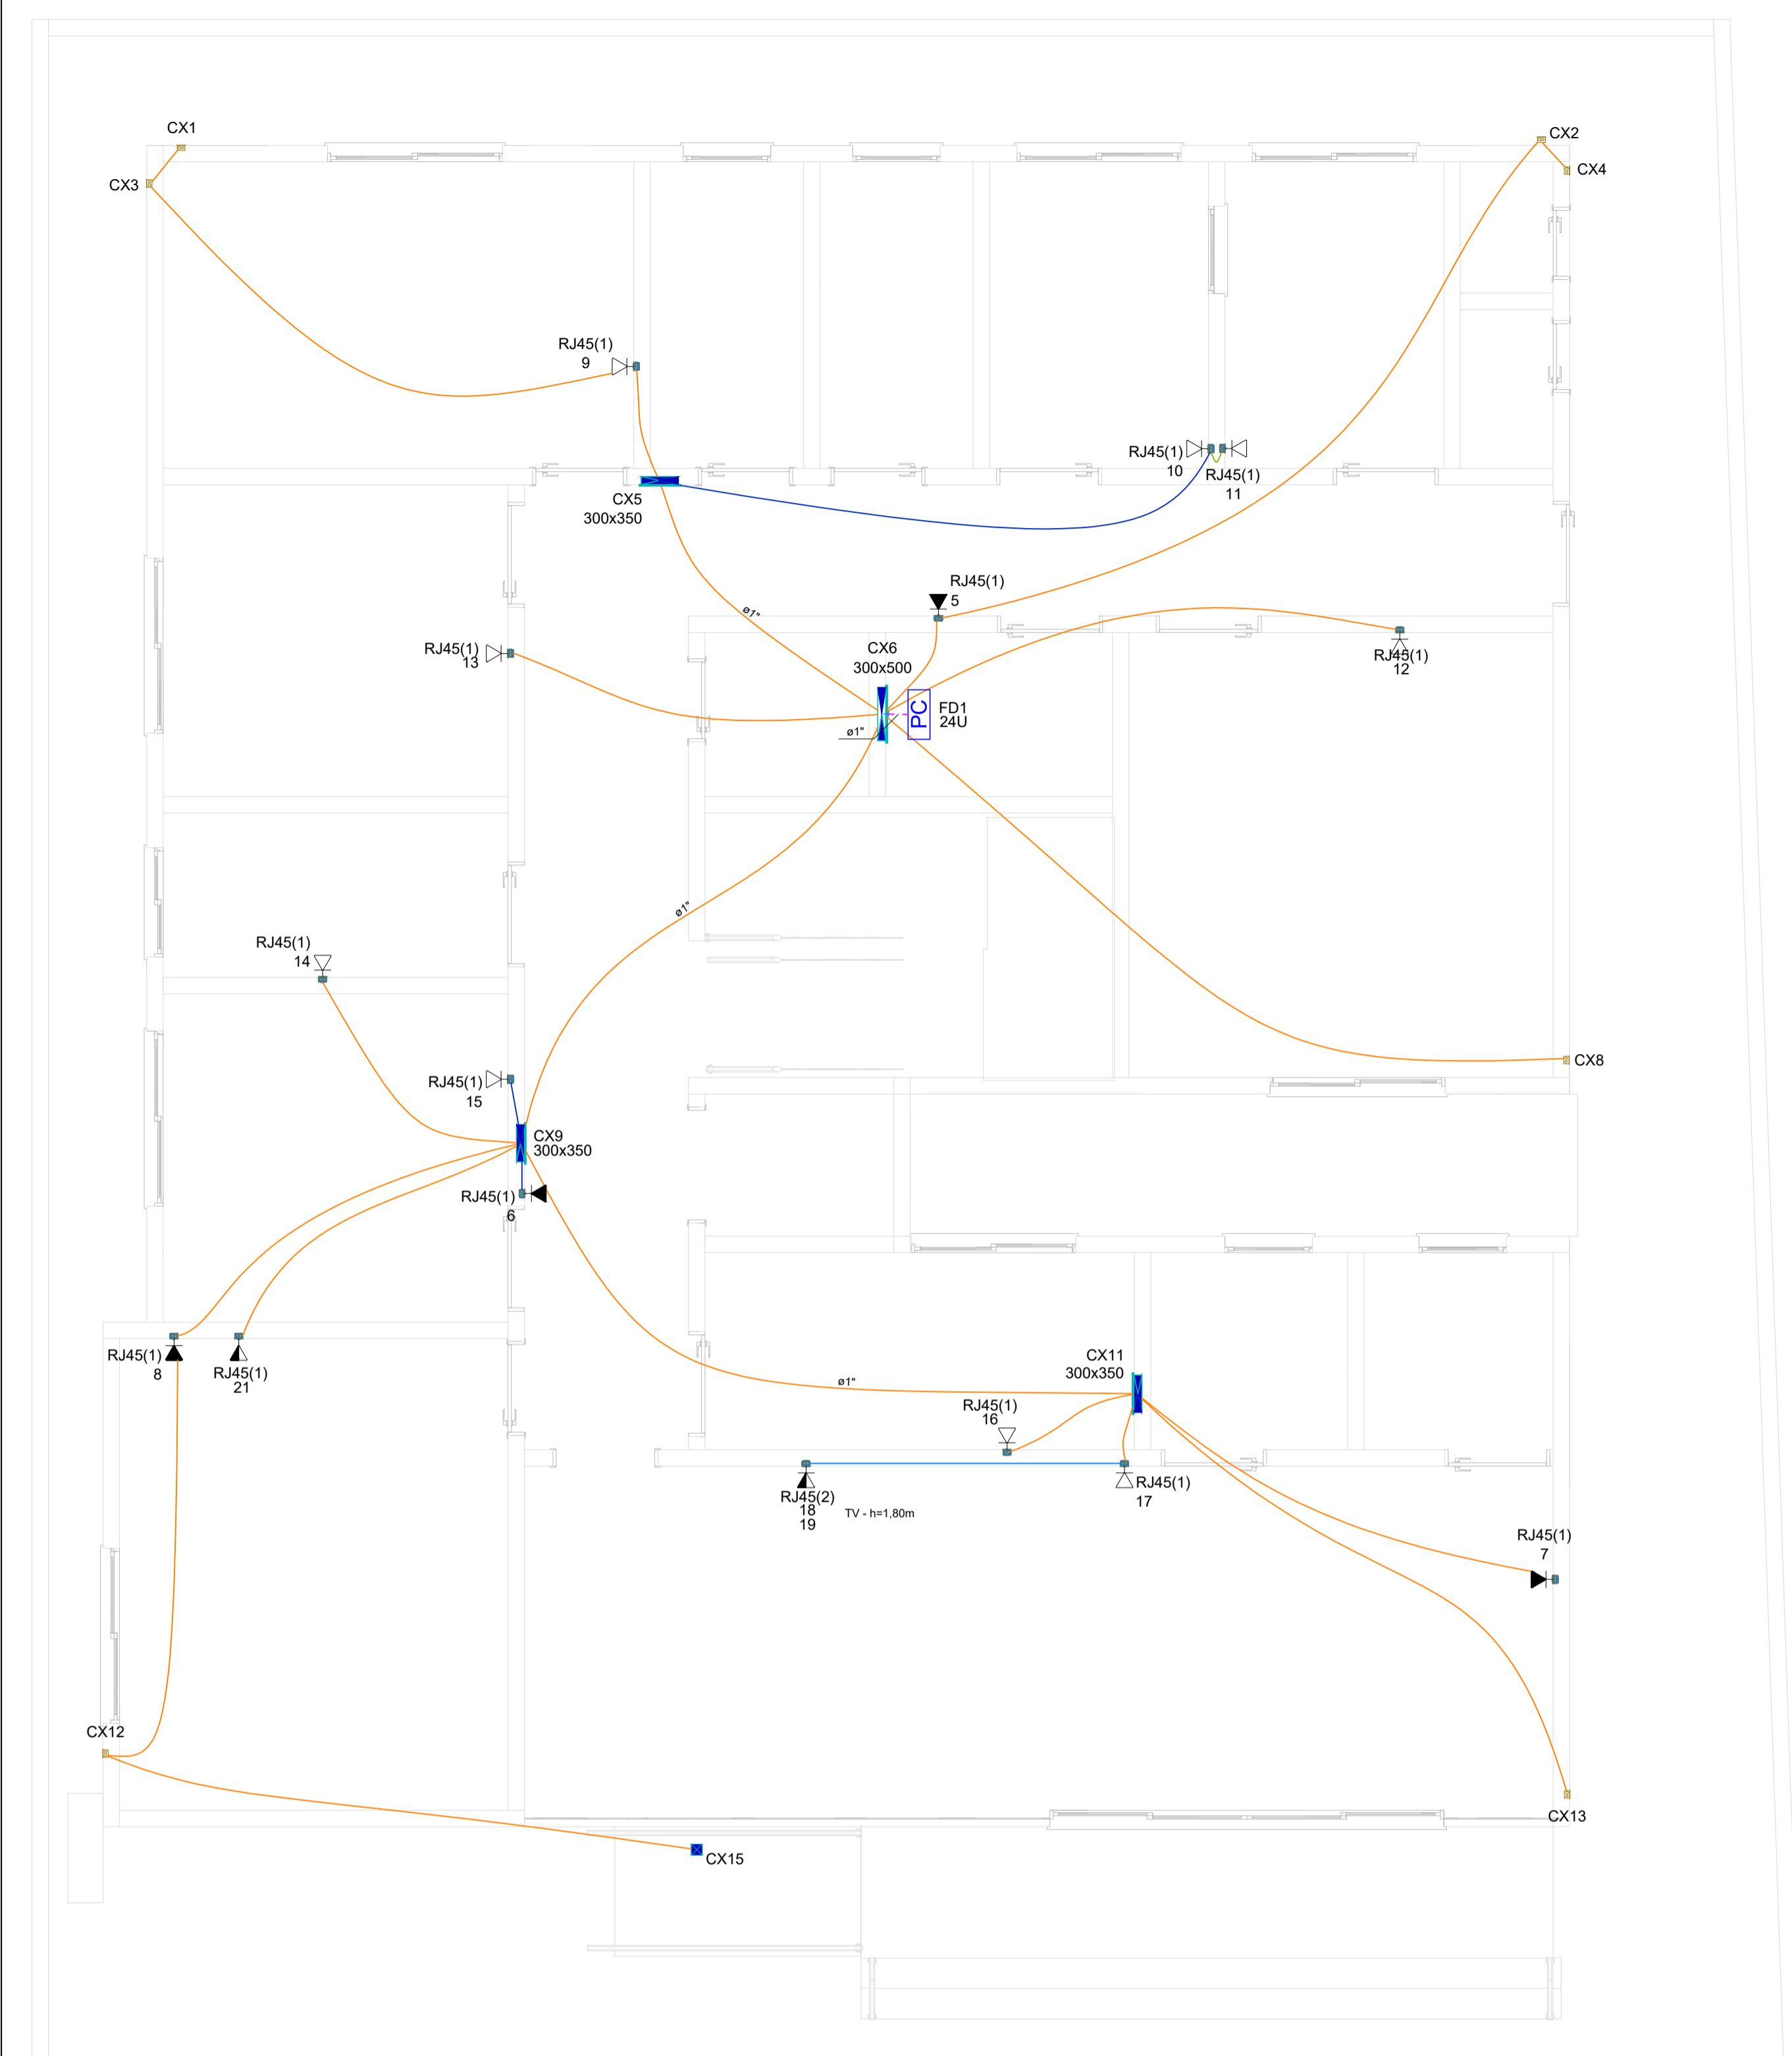 CX1
CX2
CX3
CX4
RJ45(1)
9
RJ45(1)
10
RJ45(1)
11
CX5
300x350
RJ45(1)
5
ø1"
RJ45(1)
13
CX6
300x500
RJ45(1)
12
PC
FD1
24U
ø1"
ø1"
RJ45(1)
14
CX8
RJ45(1)
15
CX9
300x350
RJ45(1)
6
RJ45(1)
8
RJ45(1)
21
CX11
300x350
ø1"
RJ45(1)
16
RJ45(1)
17
RJ45(2)
18
19
TV - h=1,80m
RJ45(1)
7
CX12
CX13
CX15